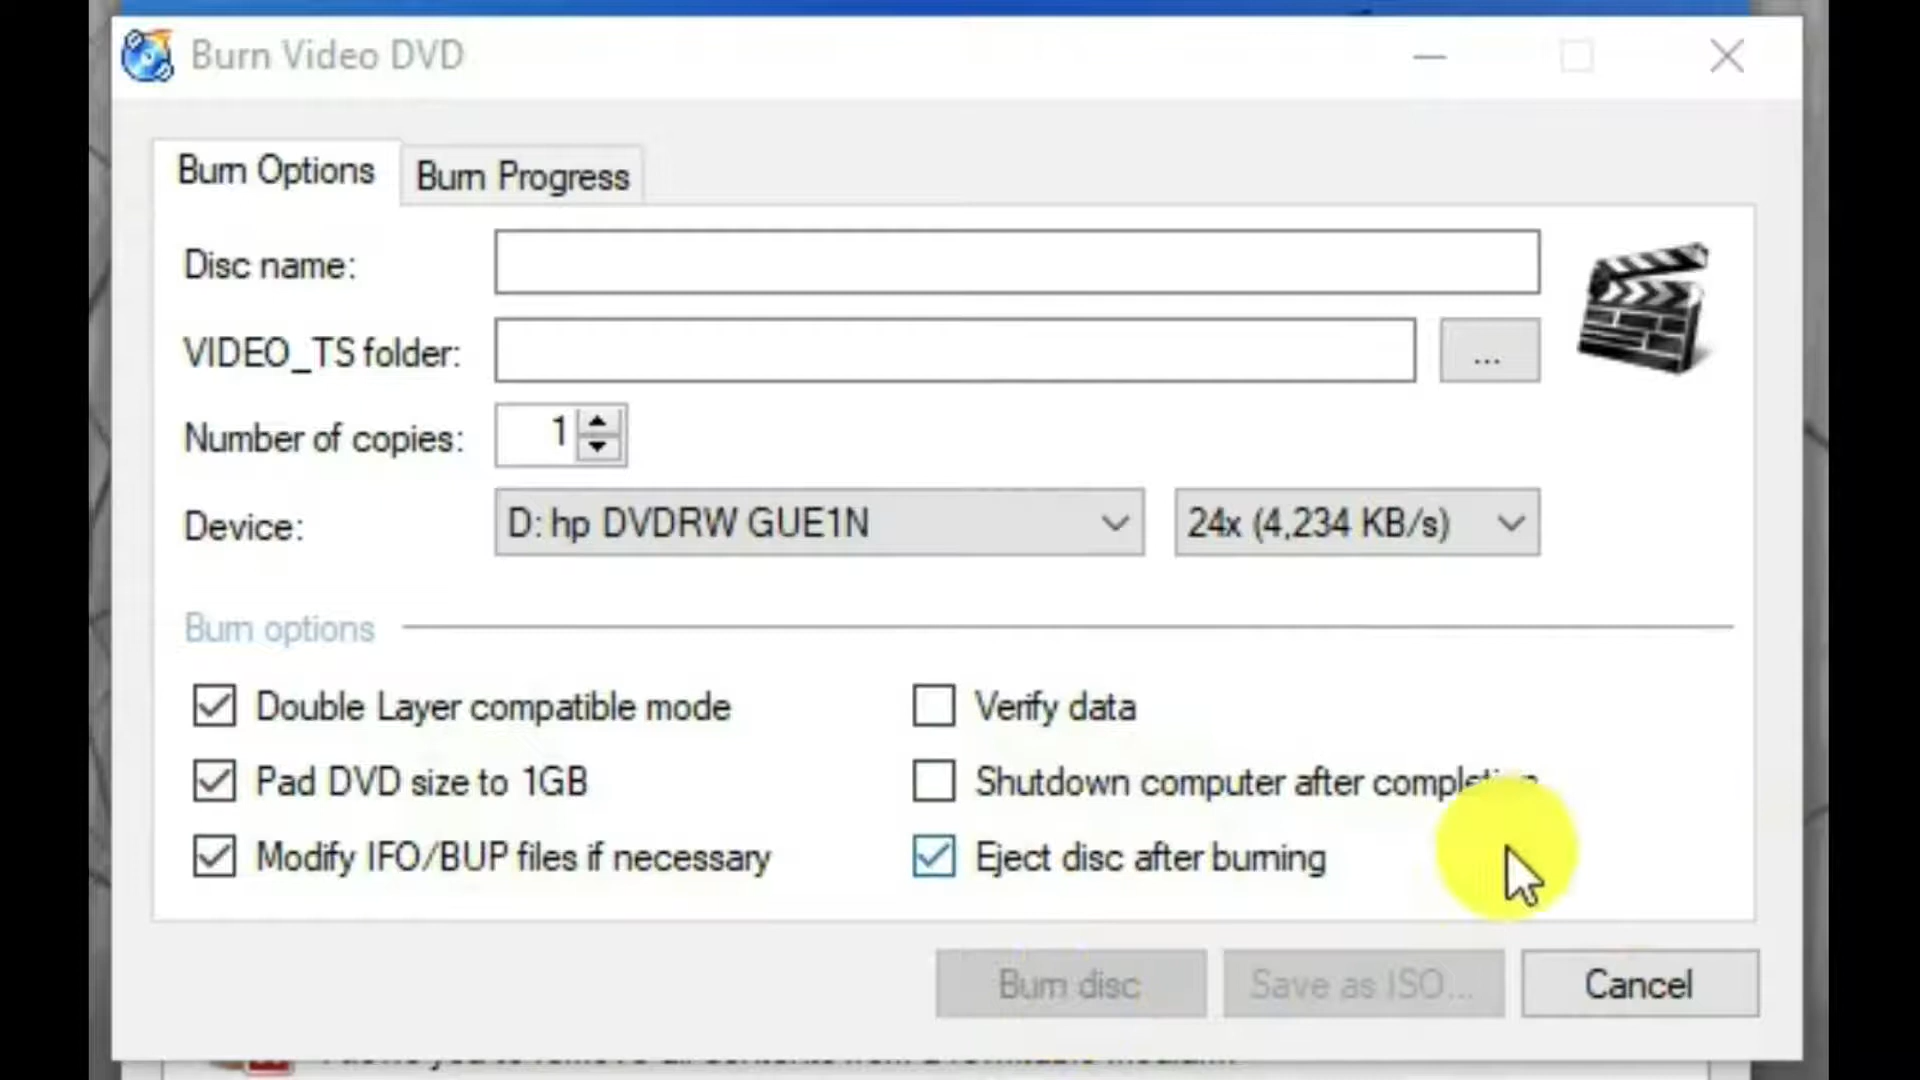 Burn Video DVD
Burn Options
Burn Progress
Disc name:
VIDEO_TS folder:
...
Number of copies: 1
Device: D: hp DVDRW GUE1N 24x (4,234 KB/s)
Burn options
Double Layer compatible mode
Verify data
Pad DVD size to 1GB
Shutdown computer after completion
Modify IFO/BUP files if necessary
Eject disc after burning
Burn disc
Save as ISO...
Cancel